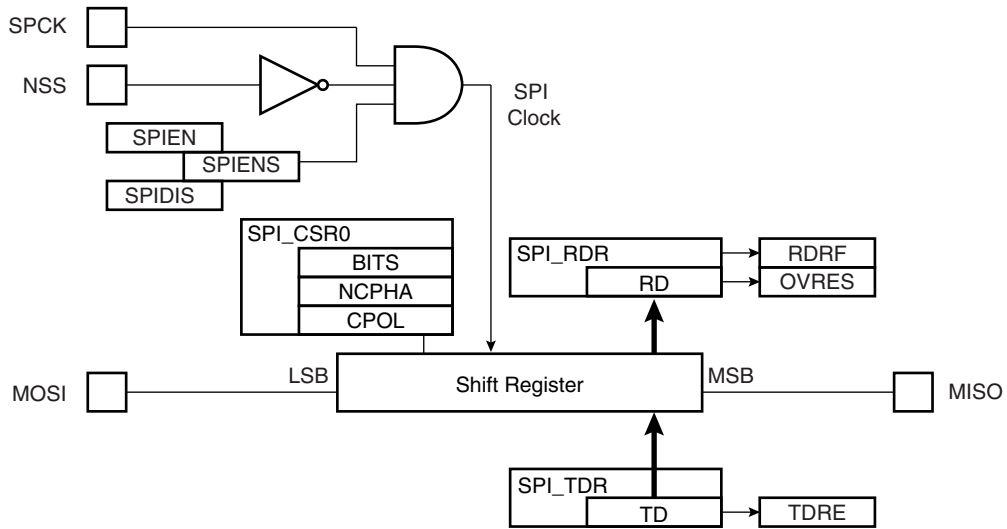 SPCK
NSS
SPI
Clock
SPIEN
SPIENS
SPIDIS
SPI_CSR0
BITS
NCPHA
CPOL
SPI_RDR
RD
RDRF
OVRES
MOSI
LSB
Shift Register
MSB
MISO
SPI_TDR
TD
TDRE